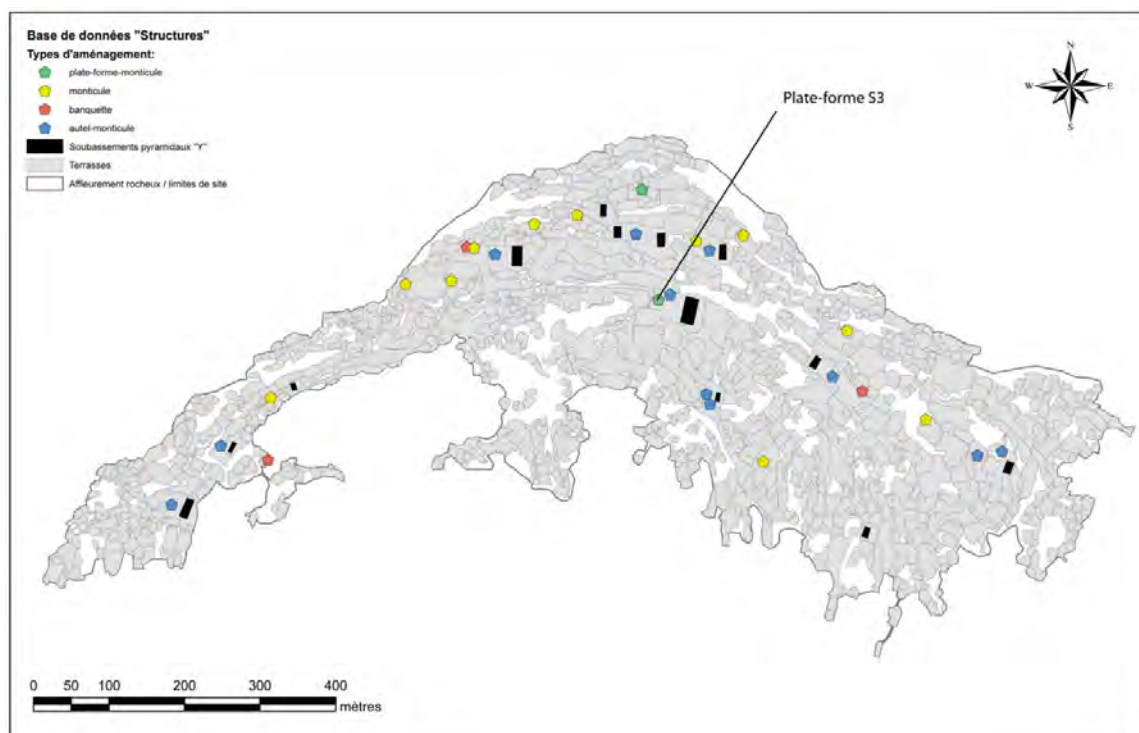 Base de données "Structures"
Types d'aménagement:
plate-forme-monticule
monticule
banquette
autel-monticule
Soubassements pyramidaux "Y"
Terrasses
Affleurement rocheux / limites de site
Plate-forme S3
N
W E
S
0 50 100 200 300 400
mètres